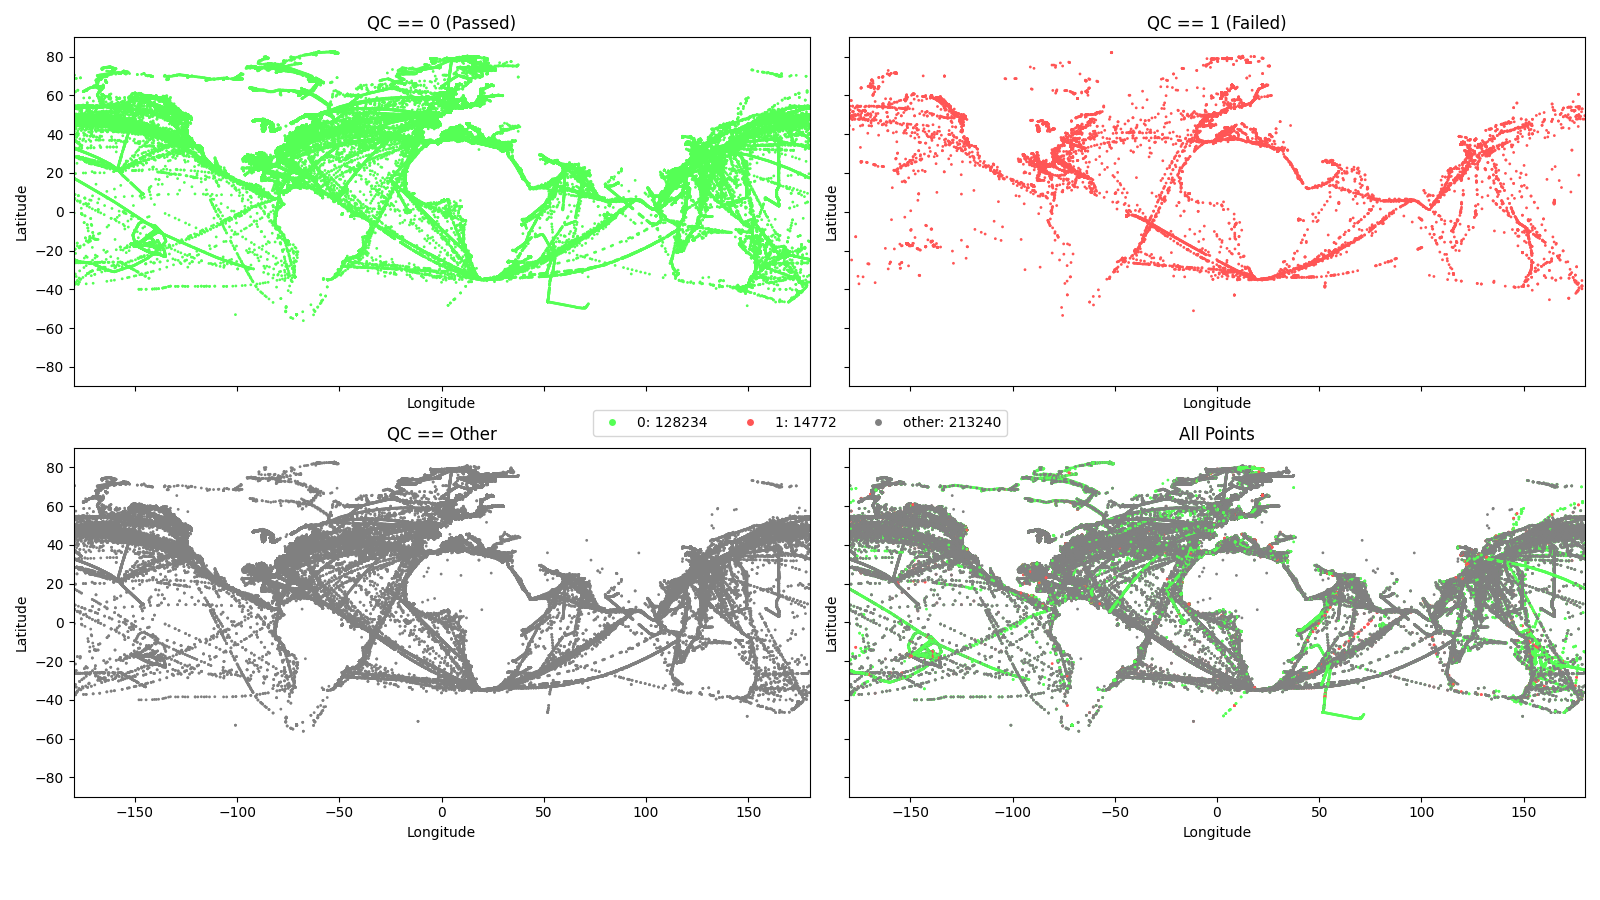 QC == 0 (Passed)
QC == 1 (Failed)
80
60
40
20
0
−20
−40
−60
−80
Latitude
Latitude
Longitude
Longitude
0: 128234
1: 14772
other: 213240
QC == Other
All Points
80
60
40
20
0
−20
−40
−60
−80
Latitude
Latitude
−150
−100
−50
0
50
100
150
−150
−100
−50
0
50
100
150
Longitude
Longitude